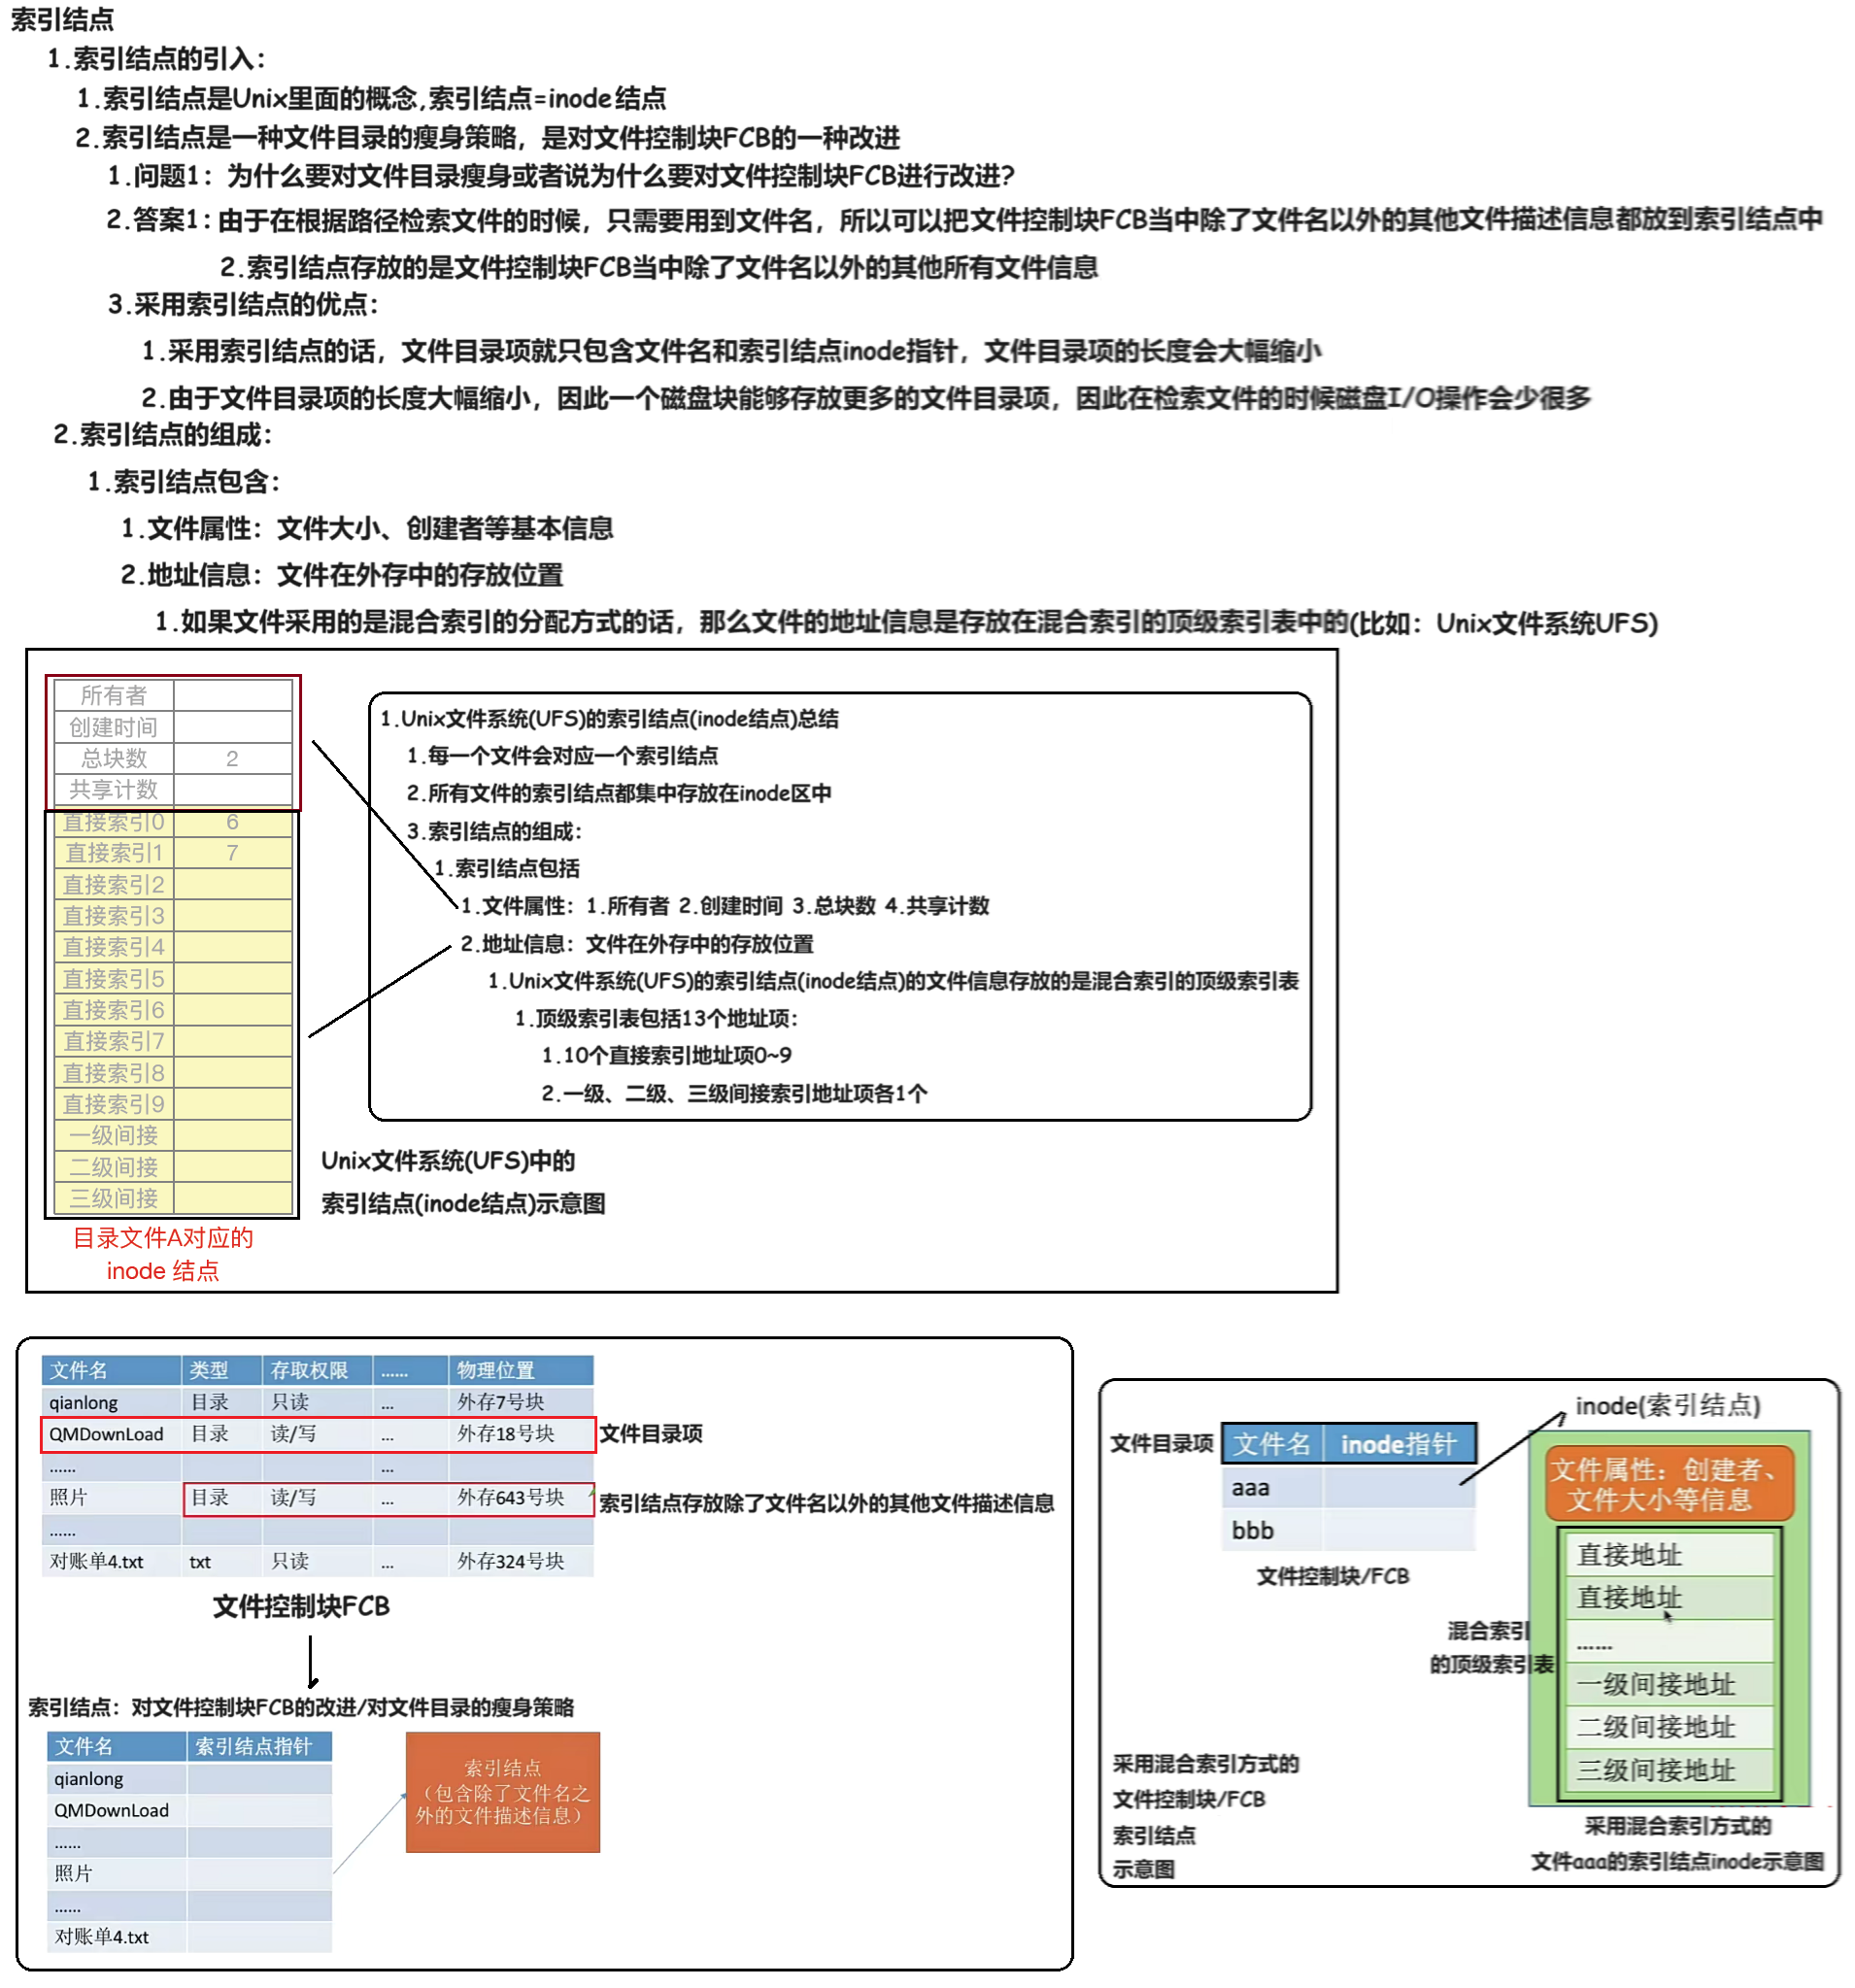 索引结点
1.索引结点的引入：
1.索引结点是Unix里面的概念,索引结点=inode结点
2.索引结点是一种文件目录的瘦身策略，是对文件控制块FCB的一种改进
1.问题1：为什么要对文件目录瘦身或者说为什么要对文件控制块FCB进行改进?
2.答案1：由于在根据路径检索文件的时候，只需要用到文件名，所以可以把文件控制块FCB当中除了文件名以外的其他文件描述信息都放到索引结点中
2.索引结点存放的是文件控制块FCB当中除了文件名以外的其他所有文件信息
3.采用索引结点的优点：
1.采用索引结点的话，文件目录项就只包含文件名和索引结点inode指针，文件目录项的长度会大幅缩小
2.由于文件目录项的长度大幅缩小，因此一个磁盘块能够存放更多的文件目录项，因此在检索文件的时候磁盘I/O操作会少很多
2.索引结点的组成：
1.索引结点包含：
1.文件属性：文件大小、创建者等基本信息
2.地址信息：文件在外存中的存放位置
1.如果文件采用的是混合索引的分配方式的话，那么文件的地址信息是存放在混合索引的顶级索引表中的(比如：Unix文件系统UFS)
所有者
创建时间
总块数 2
共享计数
直接索引0 6
直接索引1 7
直接索引2
直接索引3
直接索引4
直接索引5
直接索引6
直接索引7
直接索引8
直接索引9
一级间接
二级间接
三级间接
目录文件A对应的
inode 结点
1.Unix文件系统(UFS)的索引结点(inode结点)总结
1.每一个文件会对应一个索引结点
2.所有文件的索引结点都集中存放在inode区中
3.索引结点的组成：
1.索引结点包括
1.文件属性：1.所有者 2.创建时间 3.总块数 4.共享计数
2.地址信息：文件在外存中的存放位置
1.Unix文件系统(UFS)的索引结点(inode结点)的文件信息存放的是混合索引的顶级索引表
1.顶级索引表包括13个地址项：
1.10个直接索引地址项0~9
2.一级、二级、三级间接索引地址项各1个
Unix文件系统(UFS)中的
索引结点(inode结点)示意图
文件名 类型 存取权限 ...... 物理位置
qianlong 目录 只读 ... 外存7号块
QMDownLoad 目录 读/写 ... 外存18号块 文件目录项
...... ...
照片 目录 读/写 ... 外存643号块 索引结点存放除了文件名以外的其他文件描述信息
......
对账单4.txt txt 只读 ... 外存324号块
文件控制块FCB
索引结点：对文件控制块FCB的改进/对文件目录的瘦身策略
文件名 索引结点指针
qianlong
QMDownLoad
......
照片
......
对账单4.txt
索引结点
（包含除了文件名之
外的文件描述信息）
inode(索引结点)
文件目录项 文件名 inode指针
aaa
bbb
文件控制块/FCB
文件属性：创建者、
文件大小等信息
直接地址
直接地址
......
一级间接地址
二级间接地址
三级间接地址
混合索引
的顶级索引表
采用混合索引方式的
文件控制块/FCB
索引结点
示意图
采用混合索引方式的
文件aaa的索引结点inode示意图